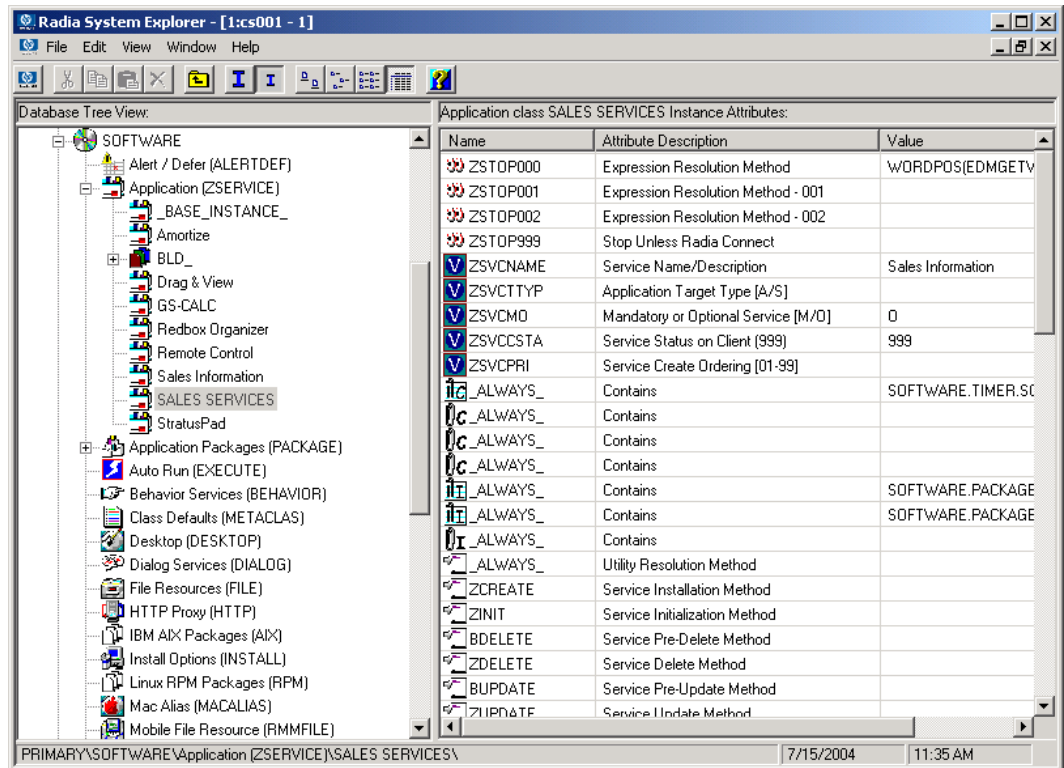 Radia System Explorer - [1:cs001 - 1]
File Edit View Window Help
Database Tree View:
Application class SALES SERVICES Instance Attributes:
SOFTWARE
Alert / Defer (ALERTDEF)
Application (ZSERVICE)
_BASE_INSTANCE_
Amortize
BLD_
Drag & View
GS-CALC
Redbox Organizer
Remote Control
Sales Information
SALES SERVICES
StratusPad
Application Packages (PACKAGE)
Auto Run (EXECUTE)
Behavior Services (BEHAVIOR)
Class Defaults (METACLAS)
Desktop (DESKTOP)
Dialog Services (DIALOG)
File Resources (FILE)
HTTP Proxy (HTTP)
IBM AIX Packages (AIX)
Install Options (INSTALL)
Linux RPM Packages (RPM)
Mac Alias (MACALIAS)
Mobile File Resource (RMMFILE)
Name Attribute Description Value
ZSTOP000 Expression Resolution Method WORDPOS(EDMGETV
ZSTOP001 Expression Resolution Method - 001
ZSTOP002 Expression Resolution Method - 002
ZSTOP999 Stop Unless Radia Connect
V ZSVCNAME Service Name/Description Sales Information
V ZSVCTTYP Application Target Type [A/S]
V ZSVCMO Mandatory or Optional Service [M/O] O
V ZSVCCSTA Service Status on Client (999) 999
V ZSVCPRI Service Create Ordering [01-99]
C _ALWAYS_ Contains SOFTWARE.TIMER.SC
C _ALWAYS_ Contains
C _ALWAYS_ Contains
C _ALWAYS_ Contains
I _ALWAYS_ Contains SOFTWARE.PACKAGE
I _ALWAYS_ Contains SOFTWARE.PACKAGE
I _ALWAYS_ Contains
_ALWAYS_ Utility Resolution Method
ZCREATE Service Installation Method
ZINIT Service Initialization Method
BDELETE Service Pre-Delete Method
ZDELETE Service Delete Method
BUPDATE Service Pre-Update Method
ZUPDATE Service Update Method
PRIMARY\SOFTWARE\Application (ZSERVICE)\SALES SERVICES\ 7/15/2004 11:35 AM